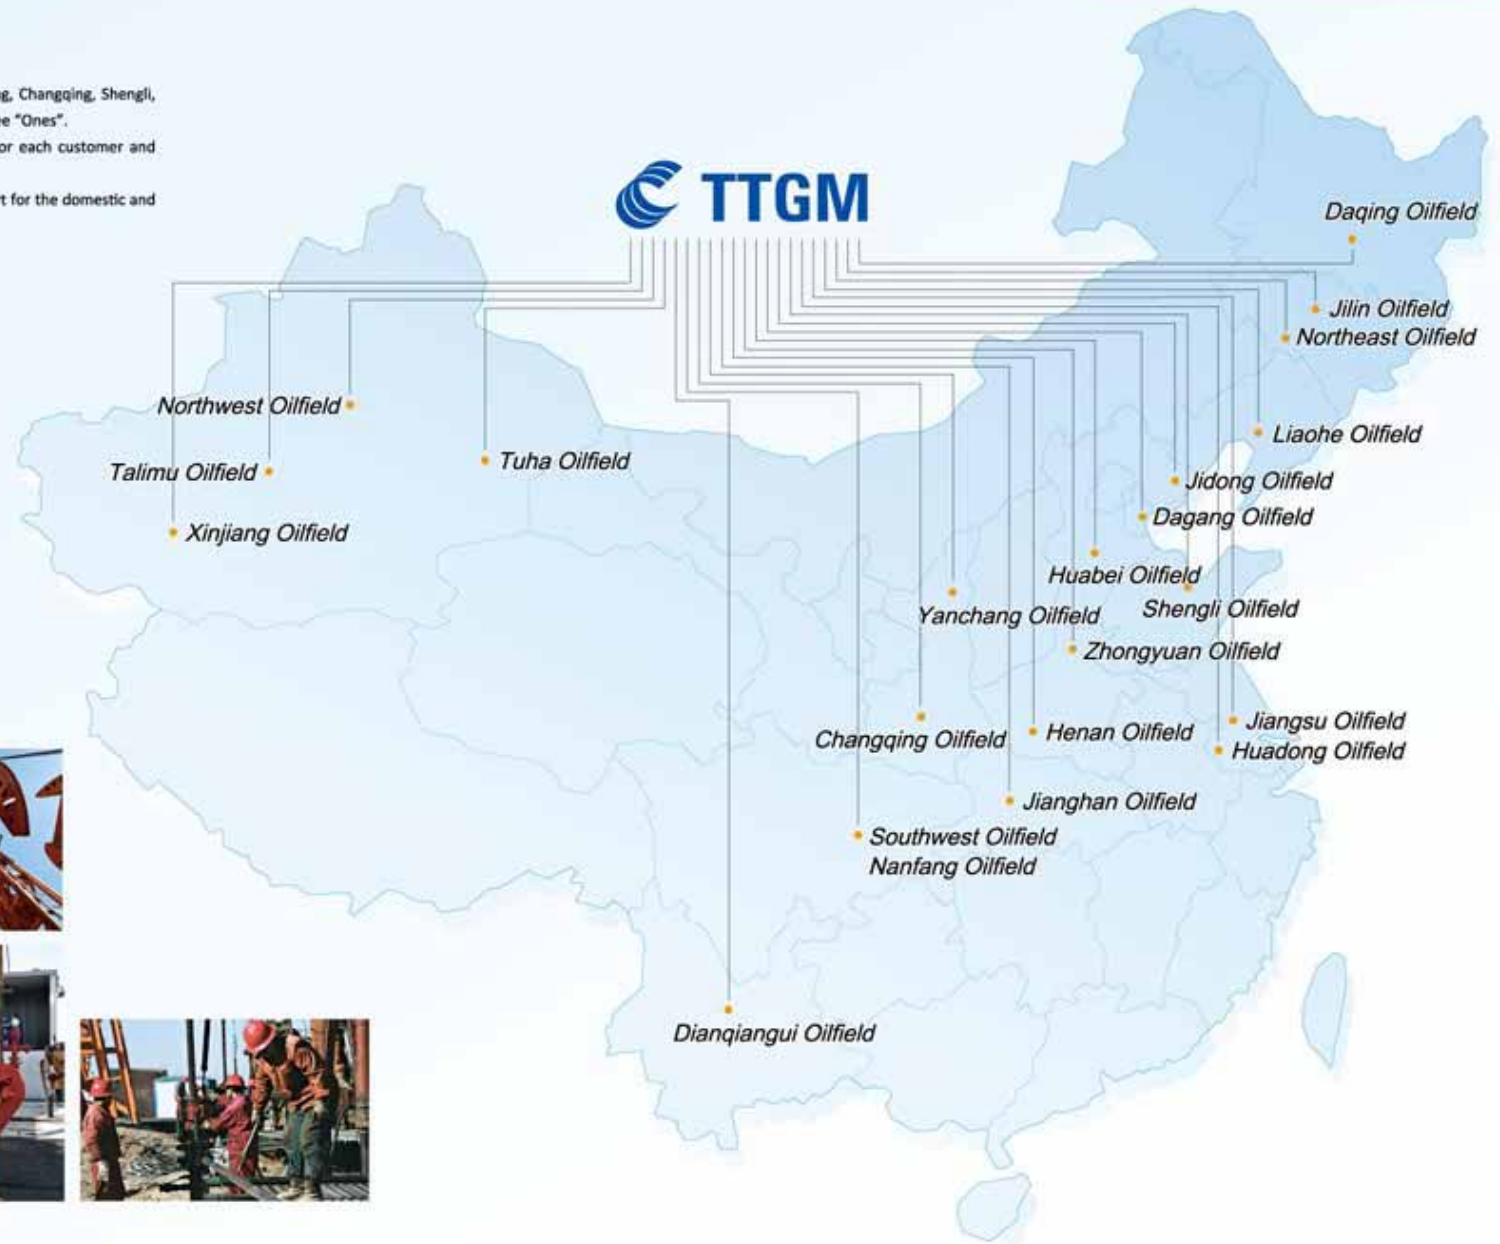 g, Changqing, Shengli,
e "Ones".
or each customer and
t for the domestic and
TTGM
Daqing Oilfield
Jilin Oilfield
Northeast Oilfield
Northwest Oilfield
Liaohe Oilfield
Tuha Oilfield
Talimu Oilfield
Jidong Oilfield
Dagang Oilfield
Xinjiang Oilfield
Huabei Oilfield
Shengli Oilfield
Yanchang Oilfield
Zhongyuan Oilfield
Jiangsu Oilfield
Henan Oilfield
Changqing Oilfield
Huadong Oilfield
Jianghan Oilfield
Southwest Oilfield
Nanfang Oilfield
Dianqiangui Oilfield